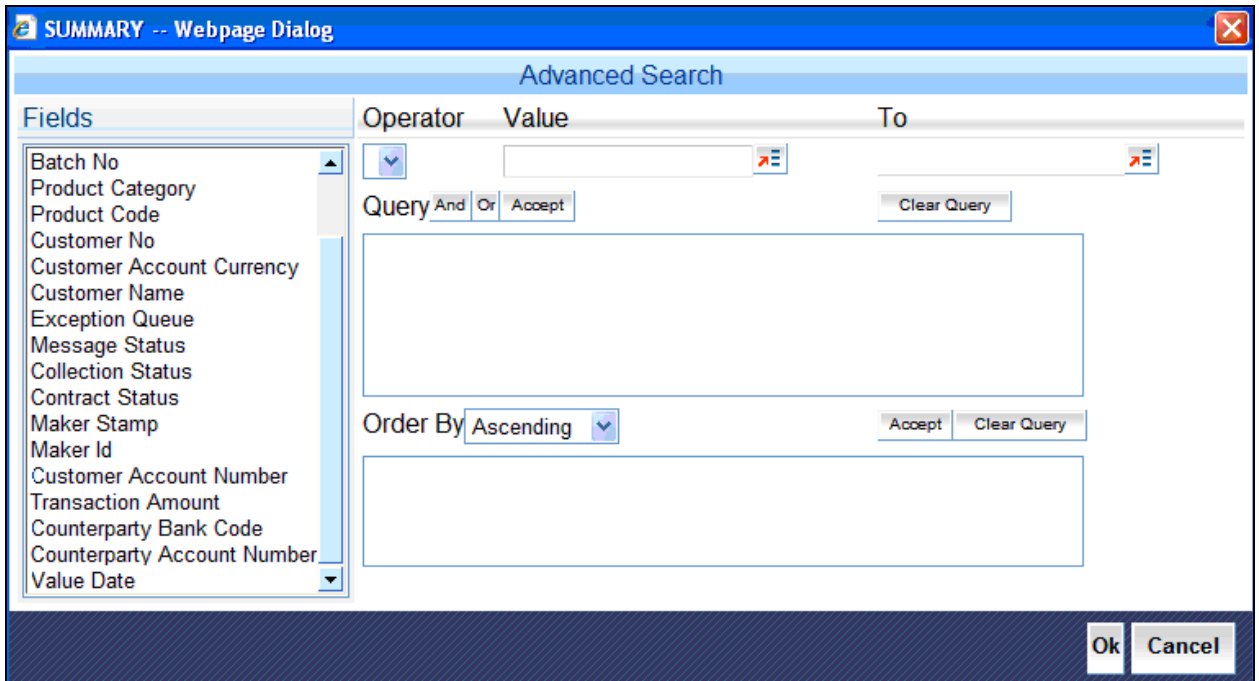 SUMMARY -- Webpage Dialog
Advanced Search
Fields
Operator Value To
Batch No
Product Category
Product Code
Customer No
Customer Account Currency
Customer Name
Exception Queue
Message Status
Collection Status
Contract Status
Maker Stamp
Maker Id
Customer Account Number
Transaction Amount
Counterparty Bank Code
Counterparty Account Number
Value Date
Query And Or Accept Clear Query
Order By Ascending Accept Clear Query
Ok Cancel